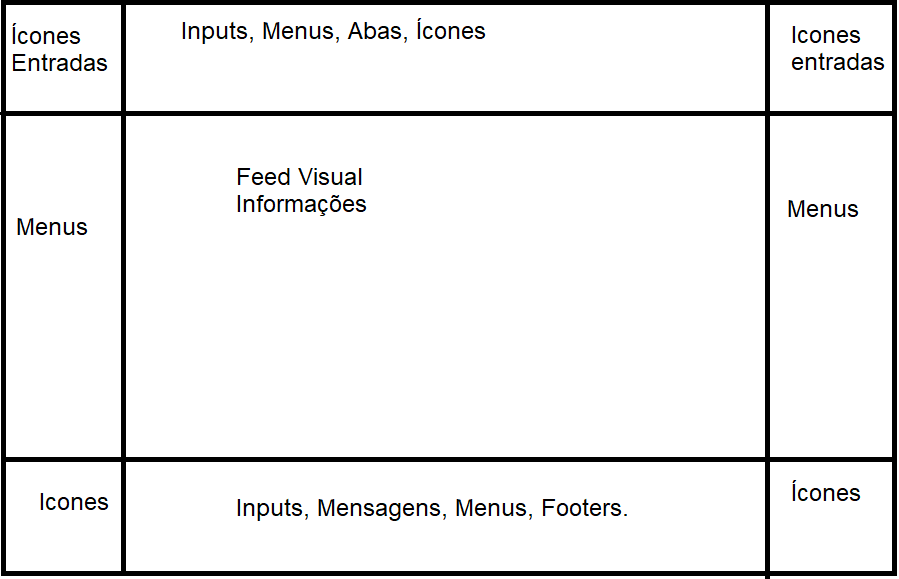 Ícones
Entradas
Inputs, Menus, Abas, Ícones
Icones
entradas
Menus
Feed Visual
Informações
Menus
Icones
Inputs, Mensagens, Menus, Footers.
Ícones